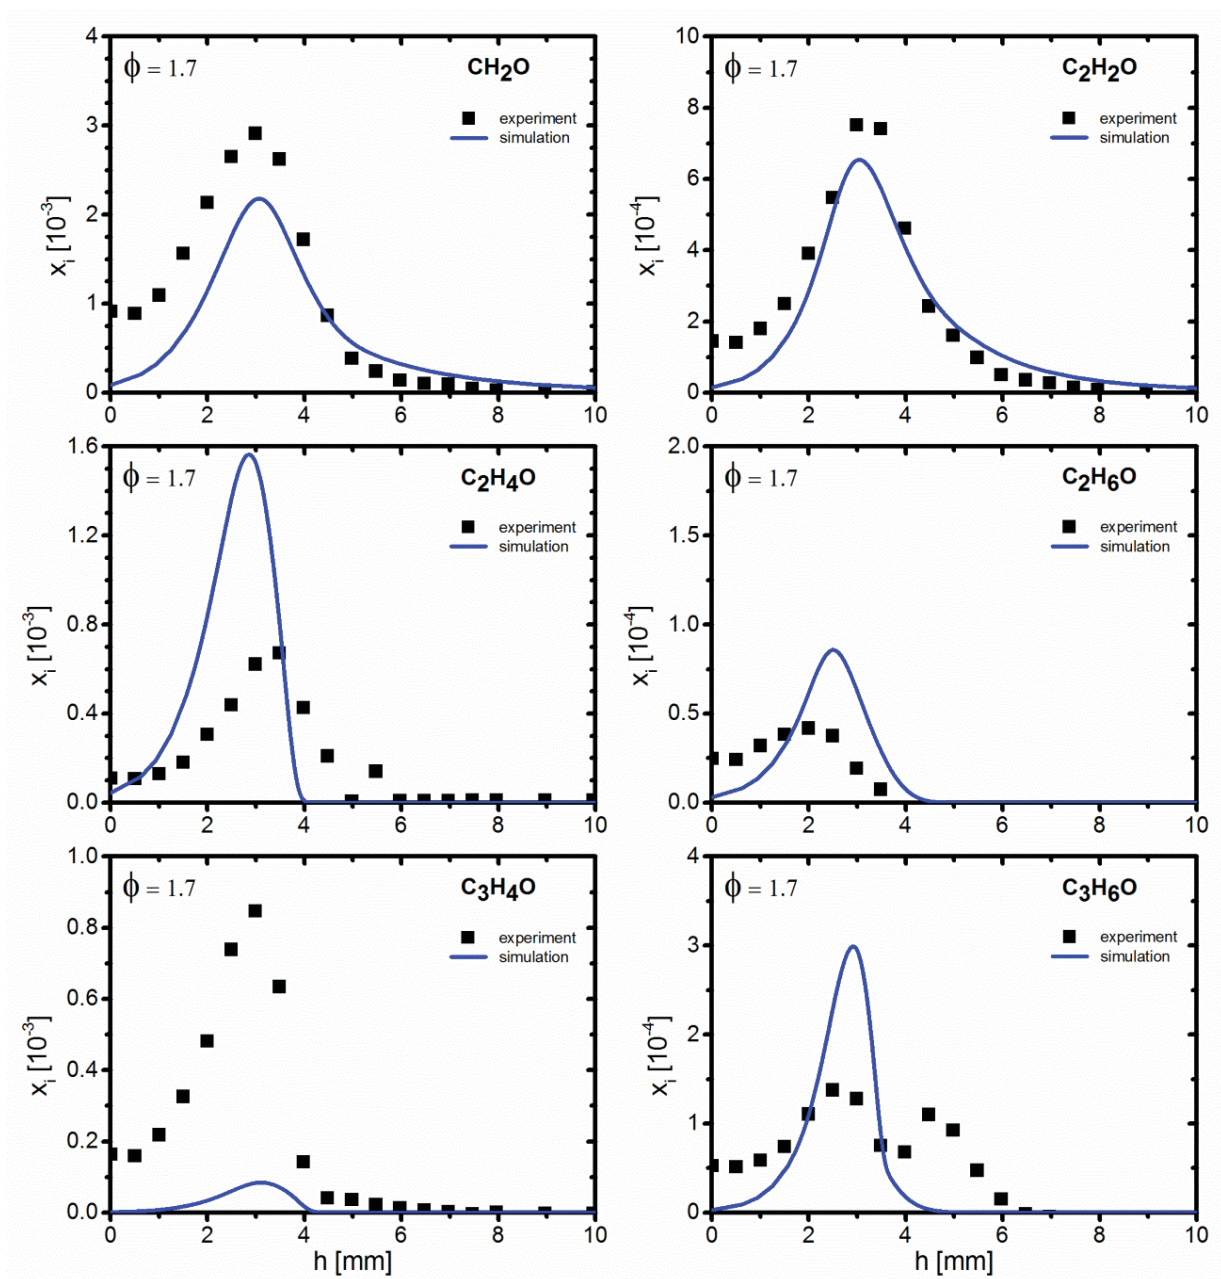 4
3
2
1
0
x_i [10^-3]
ϕ = 1.7
CH2O
experiment
simulation
0 2 4 6 8 10
10
8
6
4
2
0
x_i [10^-4]
ϕ = 1.7
C2H2O
experiment
simulation
0 2 4 6 8 10
1.6
1.2
0.8
0.4
0.0
x_i [10^-3]
ϕ = 1.7
C2H4O
experiment
simulation
0 2 4 6 8 10
2.0
1.5
1.0
0.5
0.0
x_i [10^-4]
ϕ = 1.7
C2H6O
experiment
simulation
0 2 4 6 8 10
1.0
0.8
0.6
0.4
0.2
0.0
x_i [10^-3]
ϕ = 1.7
C3H4O
experiment
simulation
0 2 4 6 8 10
h [mm]
4
3
2
1
0
x_i [10^-4]
ϕ = 1.7
C3H6O
experiment
simulation
0 2 4 6 8 10
h [mm]